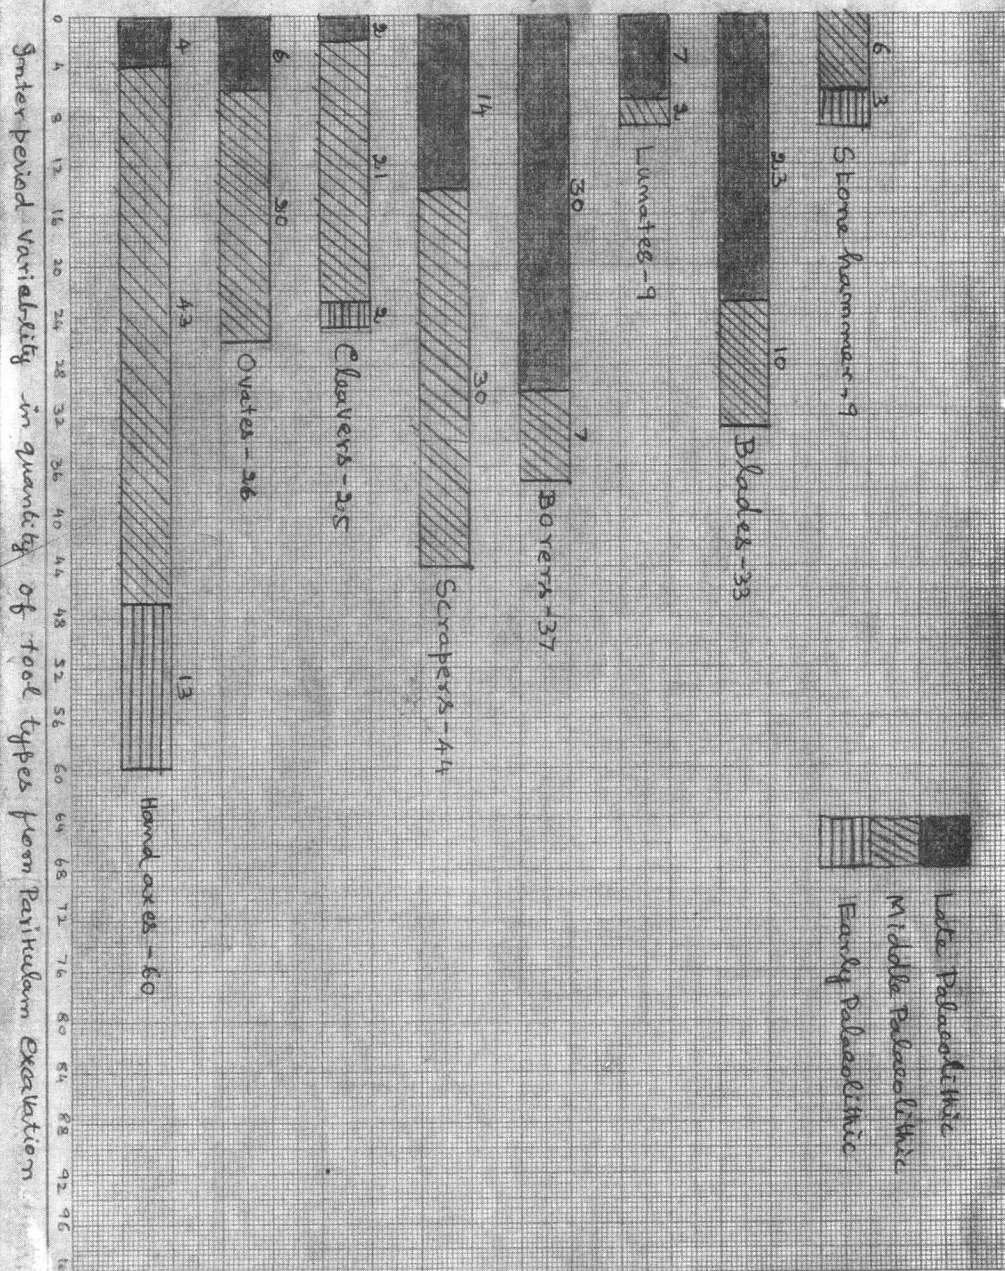 Late Palaeolithic
Middle Palaeolithic
Early Palaeolithic
6 3
Stone hammer, 9
23 10
Blades-33
7 2
Lunates-9
30 7
Borers-37
14 30
Scrapers-44
2 21 2
Cleavers-25
6 20
Ovates-26
4 43 13
Hand axes-60
0 4 8 12 16 20 24 28 32 36 40 44 48 52 56 60 64 68 72 76 80 84 88 92 96
Inter period variability in quantity of tool types from Parikulam excavation